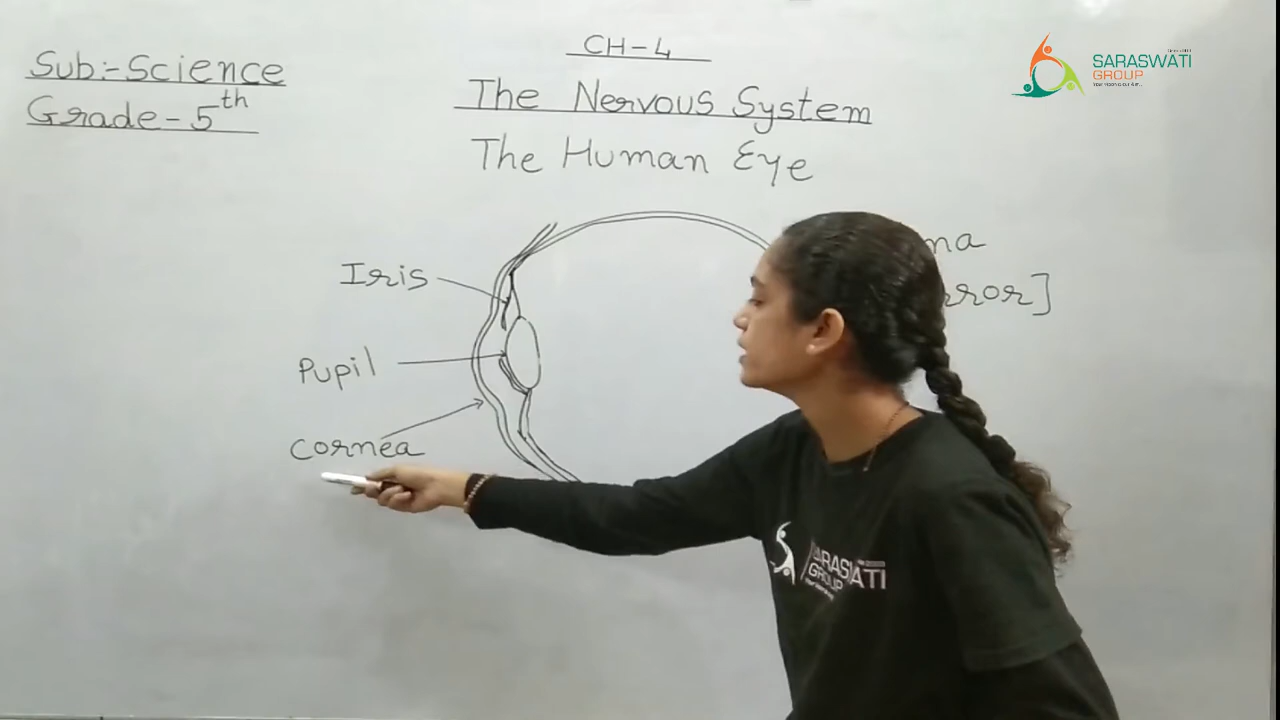 Sub:-Science
Grade-5th
CH-4
The Nervous System
The Human Eye
SARASWATI
GROUP
Iris
Pupil
Cornea
SARASWATI
GROUP